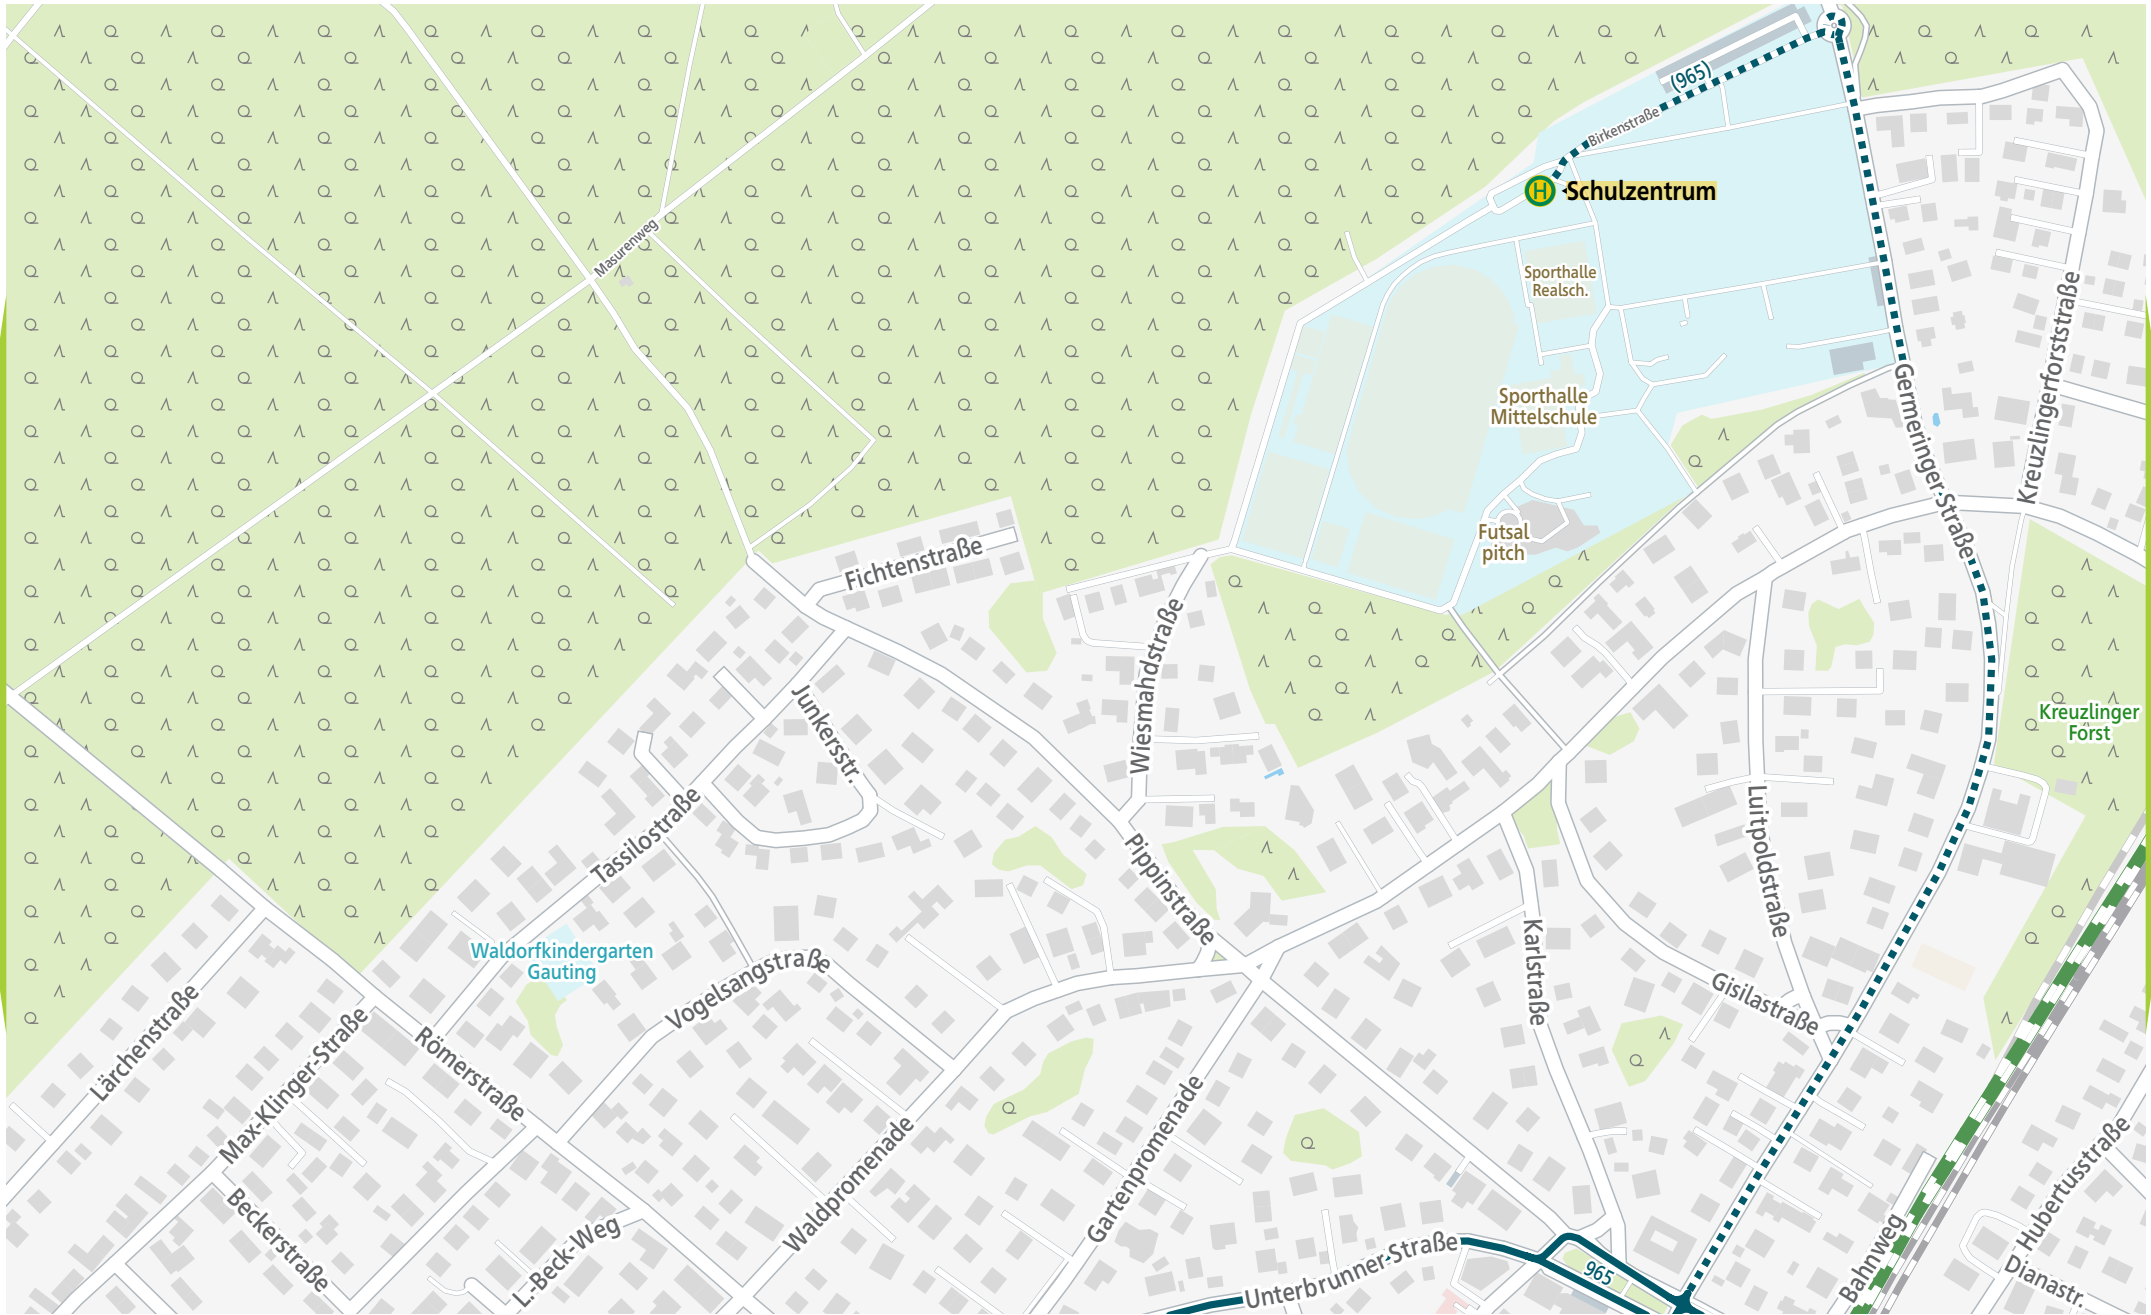 (965)
Birkenstraße
H
Schulzentrum
Masurenweg
Sporthalle
Realsch.
Sporthalle
Mittelschule
Futsal
pitch
Germeringer-Straße
Kreuzlingerforststraße
Fichtenstraße
Wiesmahdstraße
Junkersstr.
Kreuzlinger
Forst
Tassilostraße
Pippinstraße
Luitpoldstraße
Waldorfkindergarten
Gauting
Vogelsangstraße
Karlstraße
Gisilastraße
Lärchenstraße
Max-Klinger-Straße
Römerstraße
Waldpromenade
Gartenpromenade
Beckerstraße
L.-Beck-Weg
Unterbrunner-Straße
965
Bahnweg
Hubertusstraße
D.
Dianastr.